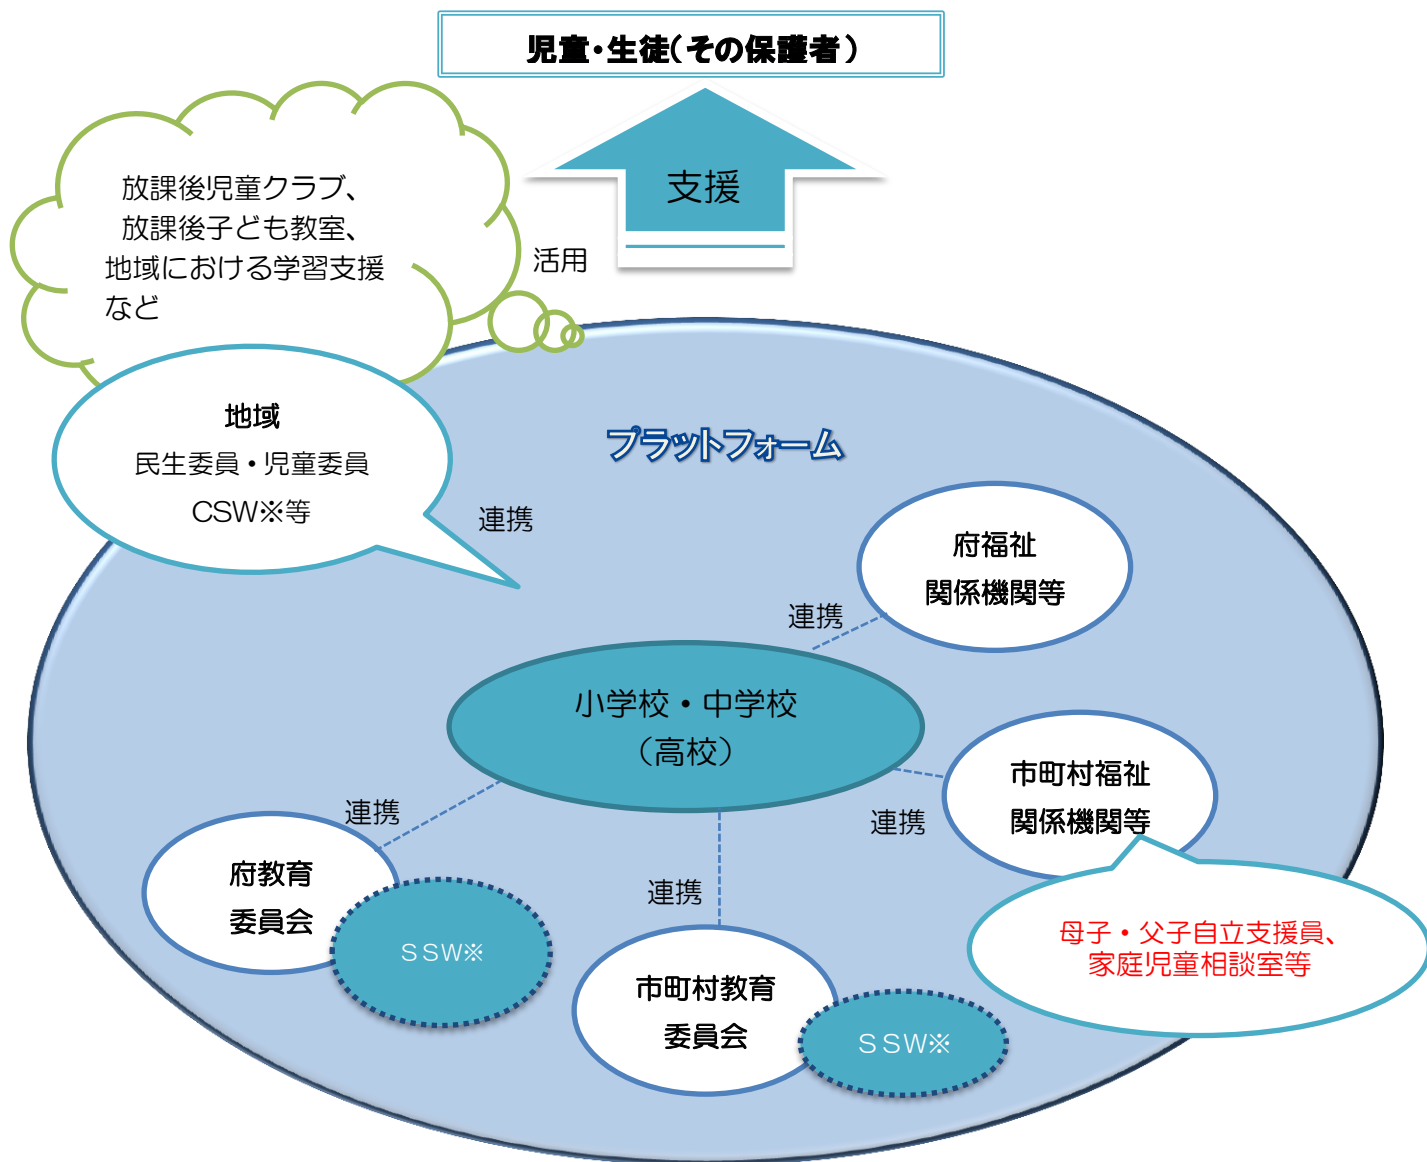 児童・生徒（その保護者）
支援
放課後児童クラブ、
放課後子ども教室、
地域における学習支援
など
活用
地域
民生委員・児童委員
CSW※等
プラットフォーム
連携
府福祉
関係機関等
連携
小学校・中学校
（高校）
市町村福祉
関係機関等
連携
連携
府教育
委員会
SSW※
連携
市町村教育
委員会
SSW※
母子・父子自立支援員、
家庭児童相談室等